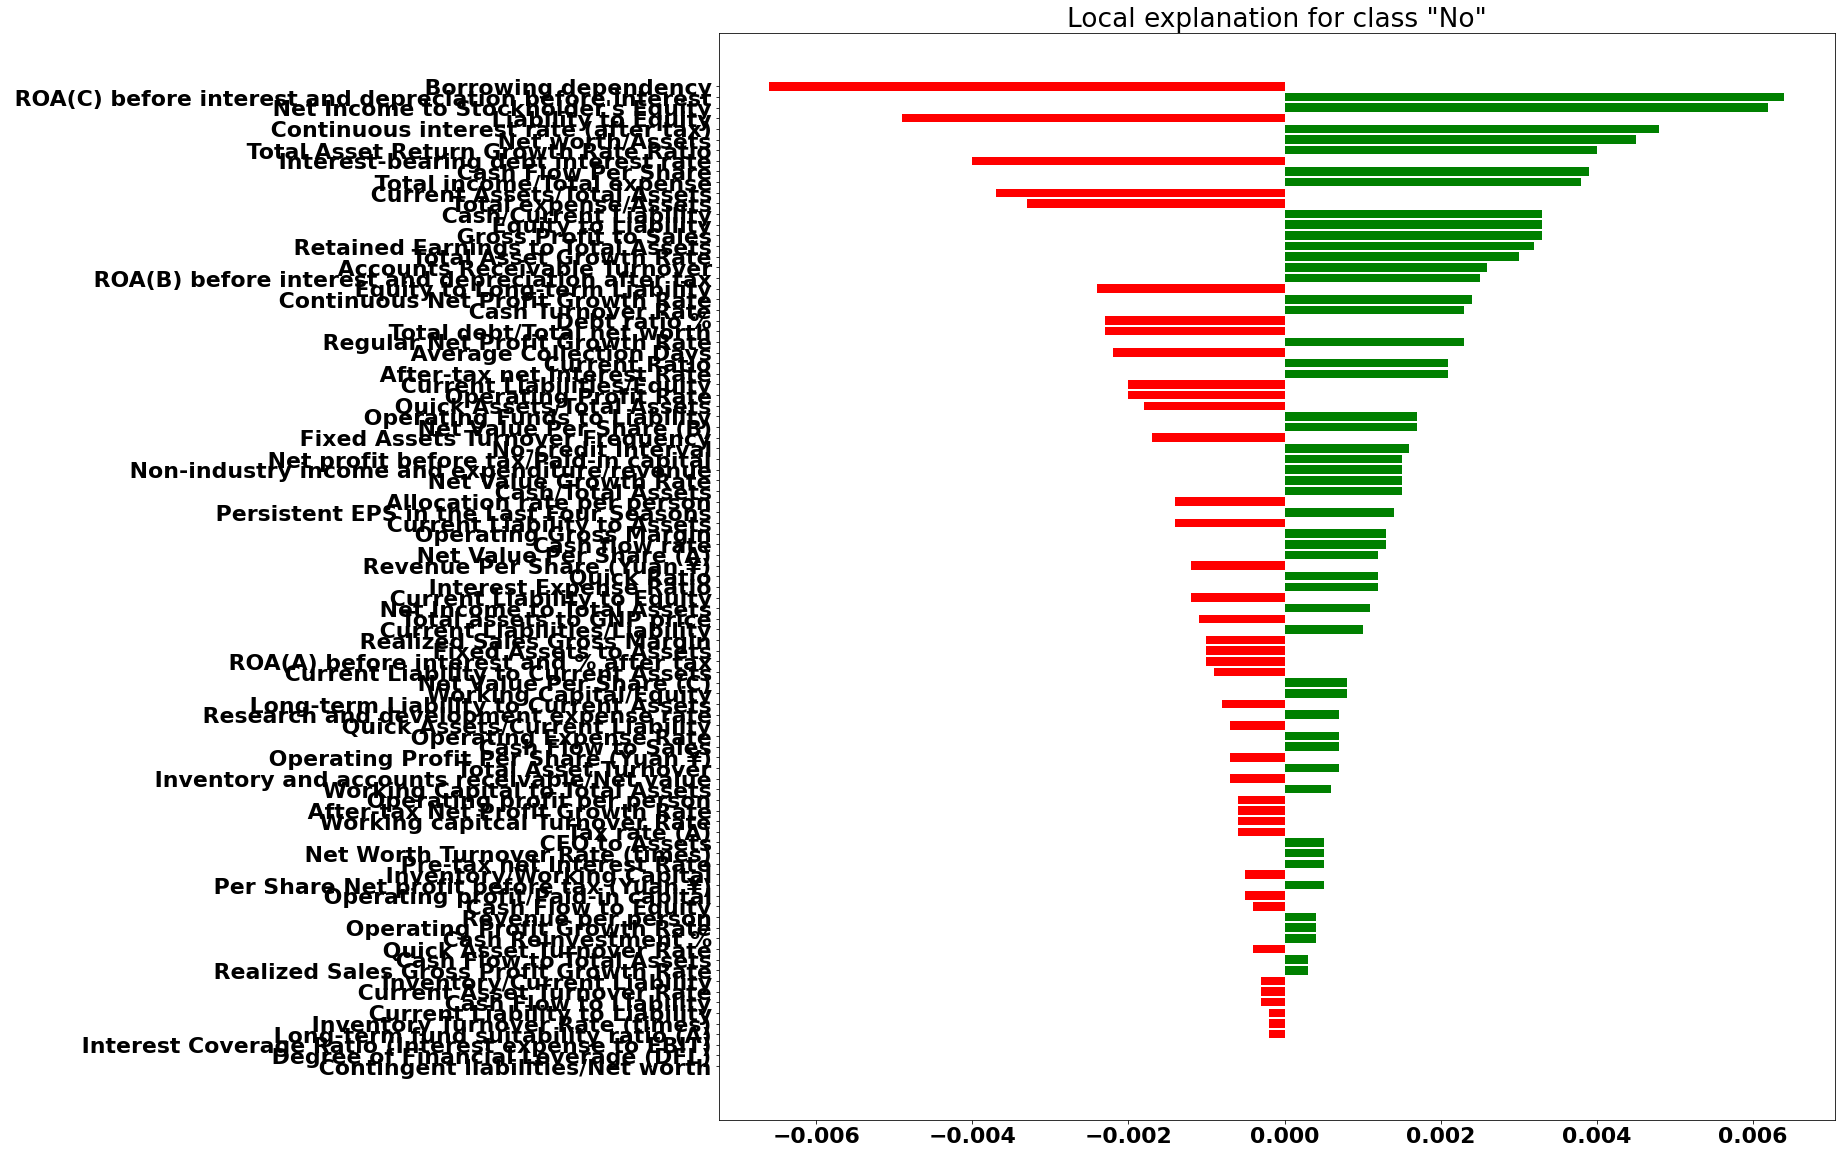 Local explanation for class "No"
Borrowing dependency
ROA(C) before interest and depreciation before interest
Net Income to Stockholder's Equity
Liability to Equity
Continuous interest rate (after tax)
Net worth/Assets
Total Asset Return Growth Rate Ratio
Interest-bearing debt interest rate
Cash Flow Per Share
Total income/Total expense
Current Assets/Total Assets
Total expense/Assets
Cash/Current Liability
Equity to Liability
Gross Profit to Sales
Retained Earnings to Total Assets
Total Asset Growth Rate
Accounts Receivable Turnover
ROA(B) before interest and depreciation after tax
Equity to Long-term Liability
Continuous Net Profit Growth Rate
Cash Turnover Rate
Debt ratio %
Total debt/Total net worth
Regular Net Profit Growth Rate
Average Collection Days
Current Ratio
After-tax net Interest Rate
Current Liabilities/Equity
Operating Profit Rate
Quick Assets/Total Assets
Operating Funds to Liability
Net Value Per Share (B)
Fixed Assets Turnover Frequency
No-credit Interval
Net profit before tax/Paid-in capital
Non-industry income and expenditure/revenue
Net Value Growth Rate
Cash/Total Assets
Allocation rate per person
Persistent EPS in the Last Four Seasons
Current Liability to Assets
Operating Gross Margin
Cash flow rate
Net Value Per Share (A)
Revenue Per Share (Yuan ¥)
Quick Ratio
Interest Expense Ratio
Current Liability to Equity
Net Income to Total Assets
Total assets to GNP price
Current Liabilities/Liability
Realized Sales Gross Margin
Fixed Assets to Assets
ROA(A) before interest and % after tax
Current Liability to Current Assets
Net Value Per Share (C)
Working Capital/Equity
Long-term Liability to Current Assets
Research and development expense rate
Quick Assets/Current Liability
Operating Expense Rate
Cash Flow to Sales
Operating Profit Per Share (Yuan ¥)
Total Asset Turnover
Inventory and accounts receivable/Net value
Working Capital to Total Assets
Operating profit per person
After-tax Net Profit Growth Rate
Working capitcal Turnover Rate
Tax rate (A)
CFO to Assets
Net Worth Turnover Rate (times)
Pre-tax net Interest Rate
Inventory/Working Capital
Per Share Net profit before tax (Yuan ¥)
Operating profit/Paid-in capital
Cash Flow to Equity
Revenue per person
Operating Profit Growth Rate
Cash Reinvestment %
Quick Asset Turnover Rate
Cash Flow to Total Assets
Realized Sales Gross Profit Growth Rate
Inventory/Current Liability
Current Asset Turnover Rate
Cash Flow to Liability
Current Liability to Liability
Inventory Turnover Rate (times)
Long-term fund suitability ratio (A)
Interest Coverage Ratio (Interest expense to EBIT)
Degree of Financial Leverage (DFL)
Contingent liabilities/Net worth
−0.006 −0.004 −0.002 0.000 0.002 0.004 0.006